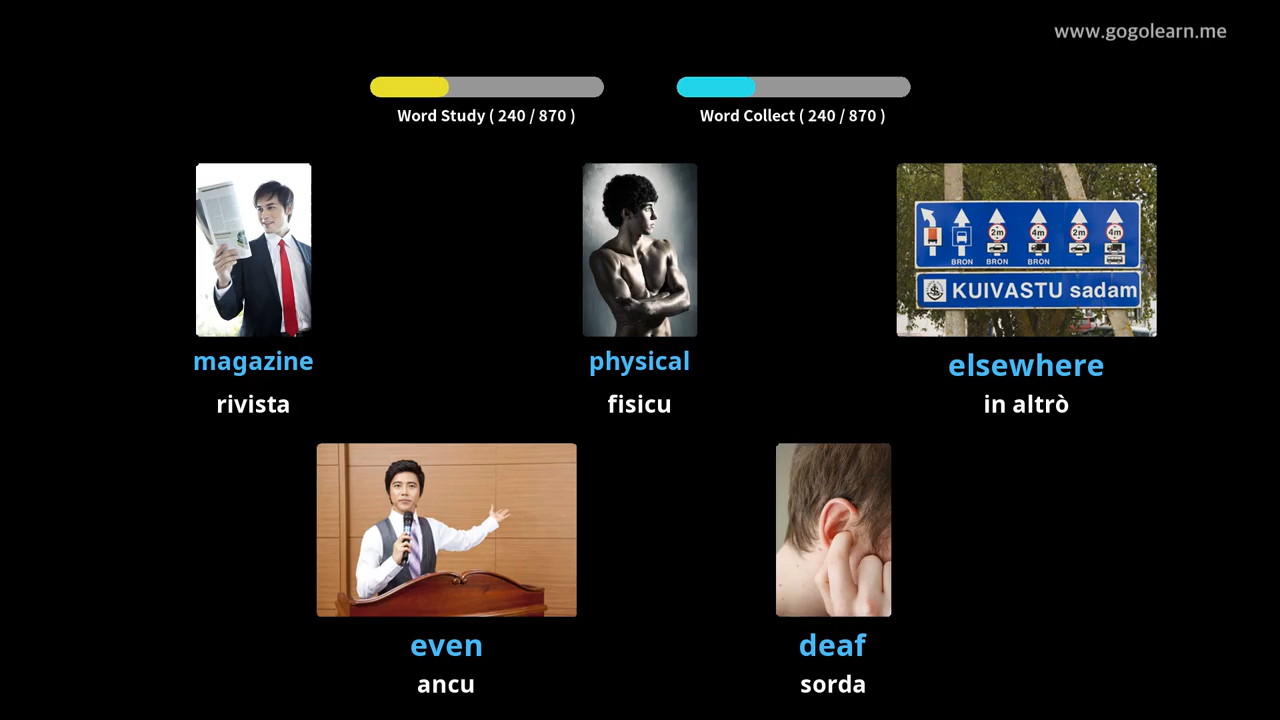 www.gogolearn.me
Word Study ( 240 / 870 )
Word Collect ( 240 / 870 )
2m
4m
2m
4m
BRON
BRON
BRON
KUIVASTU sadam
magazine
rivista
physical
fisicu
elsewhere
in altrò
even
ancu
deaf
sorda